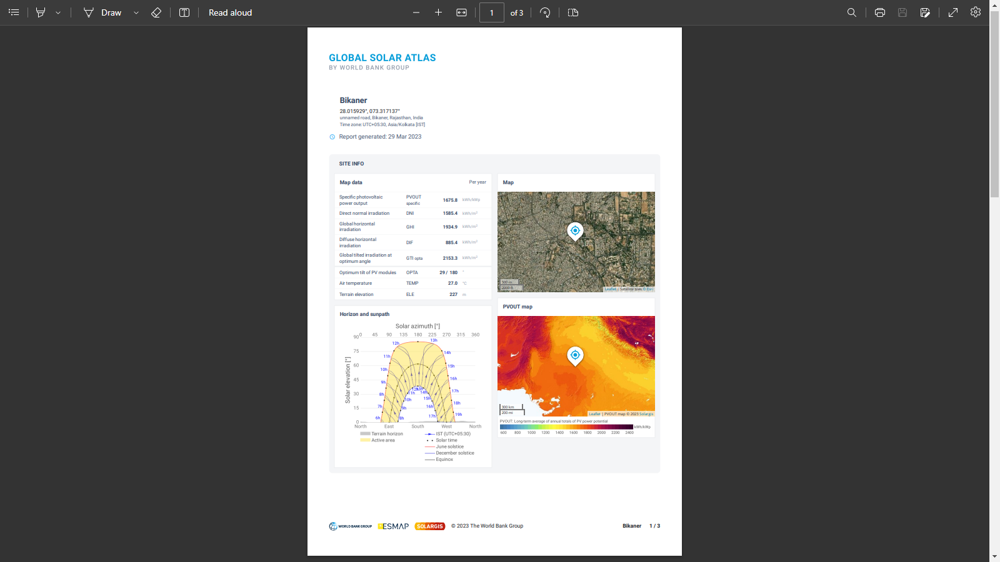 Draw
Read aloud
1 of 3
GLOBAL SOLAR ATLAS
BY WORLD BANK GROUP
Bikaner
28.015929°, 073.317137°
unnamed road, Bikaner, Rajasthan, India
Time zone: UTC+05:30, Asia/Kolkata [IST]
Report generated: 29 Mar 2023
SITE INFO
Map data Per year
Specific photovoltaic
power output PVOUT
specific 1675.8 kWh/kWp
Direct normal irradiation DNI 1585.4 kWh/m²
Global horizontal
irradiation GHI 1934.9 kWh/m²
Diffuse horizontal
irradiation DIF 885.4 kWh/m²
Global tilted irradiation at
optimum angle GTI opta 2153.3 kWh/m²
Optimum tilt of PV modules OPTA 29 / 180 °
Air temperature TEMP 27.0 °C
Terrain elevation ELE 227 m
Map
500 m
2000 ft
Leaflet | Satellite tiles © Esri
Horizon and sunpath
Solar azimuth [°]
0 45 90 135 180 225 270 315 360
Solar elevation [°]
90
75
60
45
30
15
0
12h 13h
11h 14h
10h 15h
9h 16h
8h 17h
7h 18h
6h 19h
12h 13h
11h 14h
10h 15h
9h 16h
8h 17h
North East South West North
Terrain horizon
Active area
IST (UTC+05:30)
Solar time
June solstice
December solstice
Equinox
PVOUT map
300 km
200 mi
Leaflet | PVOUT map © 2023 Solargis
PVOUT: Long-term average of annual totals of PV power potential
kWh/kWp
600 800 1000 1200 1400 1600 1800 2000 2200 2400
WORLD BANK GROUP ESMAP SOLARGIS © 2023 The World Bank Group
Bikaner 1 / 3